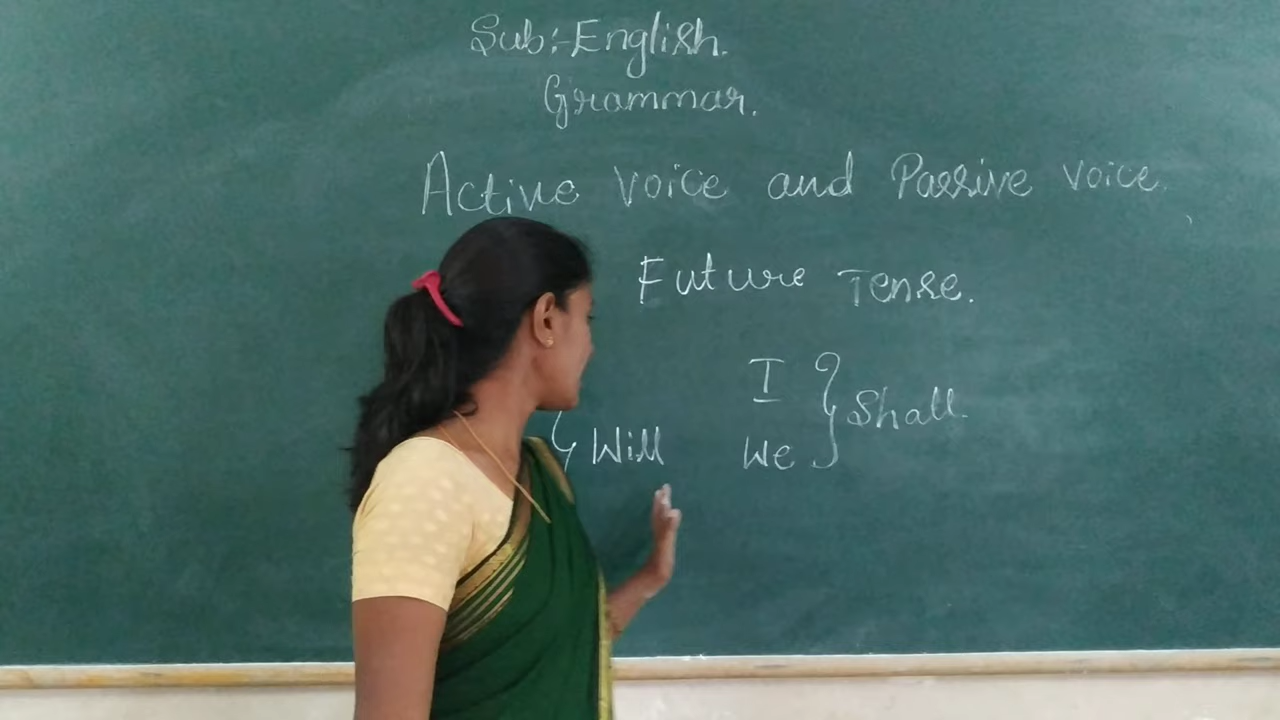 Sub:-English.
Grammar.
Active Voice and Passive Voice.
Future Tense.
I
Shall.
Will
We